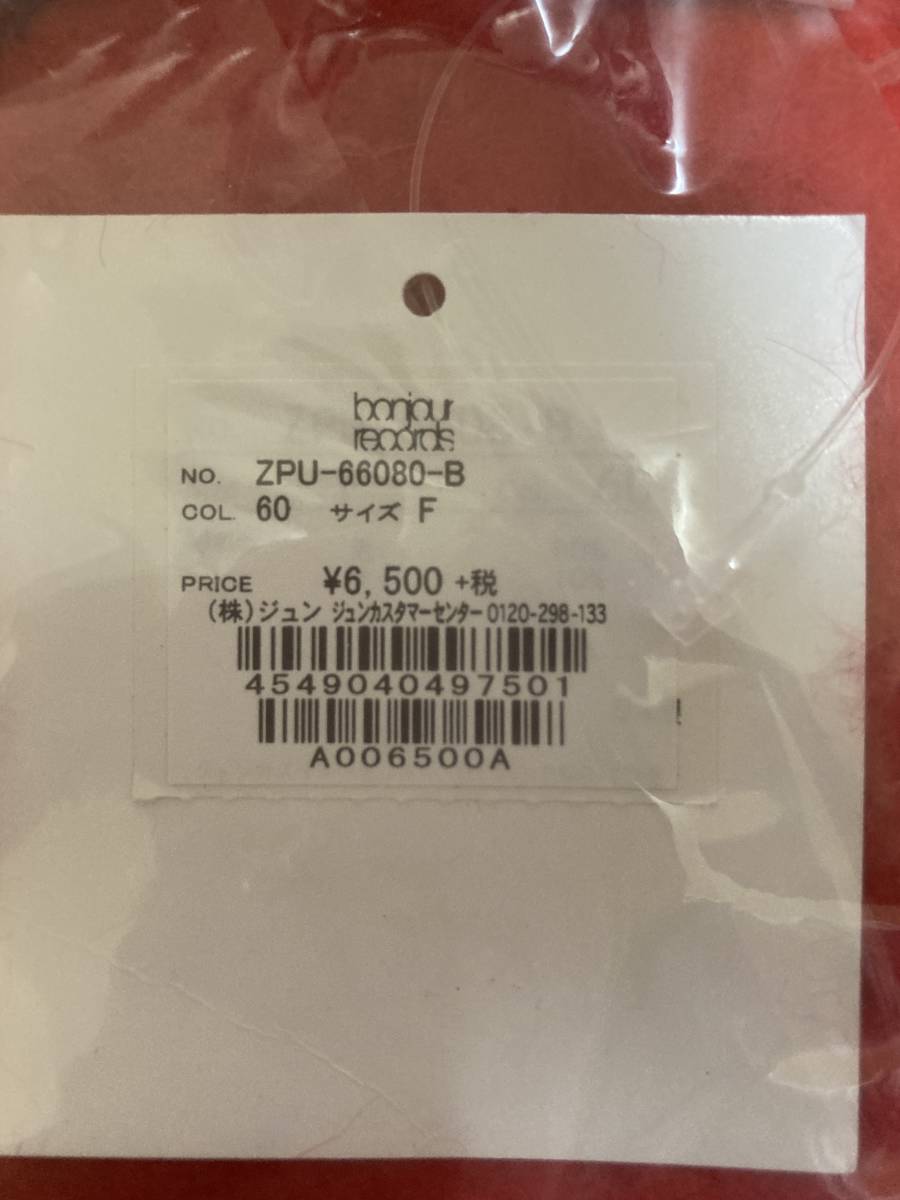 bonjour
records
NO. ZPU-66080-B
COL. 60 サイズ F
PRICE ¥6,500 +税
(株)ジュン ジュンカスタマーセンター 0120-298-133
4549040497501
A006500A